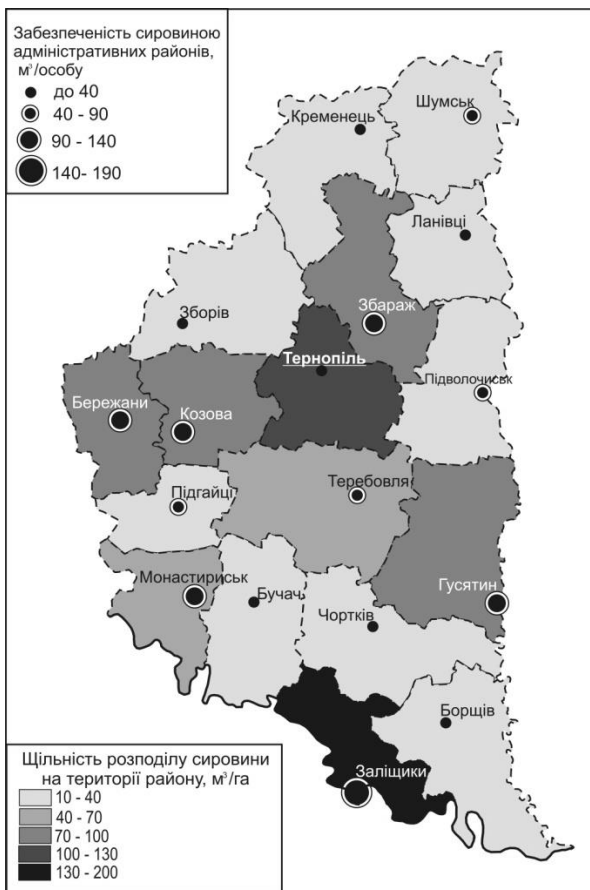 Забезпеченість сировиною
адміністративних районів,
м³/особу
до 40
40 - 90
90 - 140
140- 190
Шумськ
Кременець
Ланівці
Збараж
Зборів
Тернопіль
Підволочиськ
Бережани
Козова
Теребовля
Підгайці
Монастириськ
Гусятин
Бучач
Чортків
Борщів
Заліщики
Щільність розподілу сировини
на території району, м³/га
10 - 40
40 - 70
70 - 100
100 - 130
130 - 200